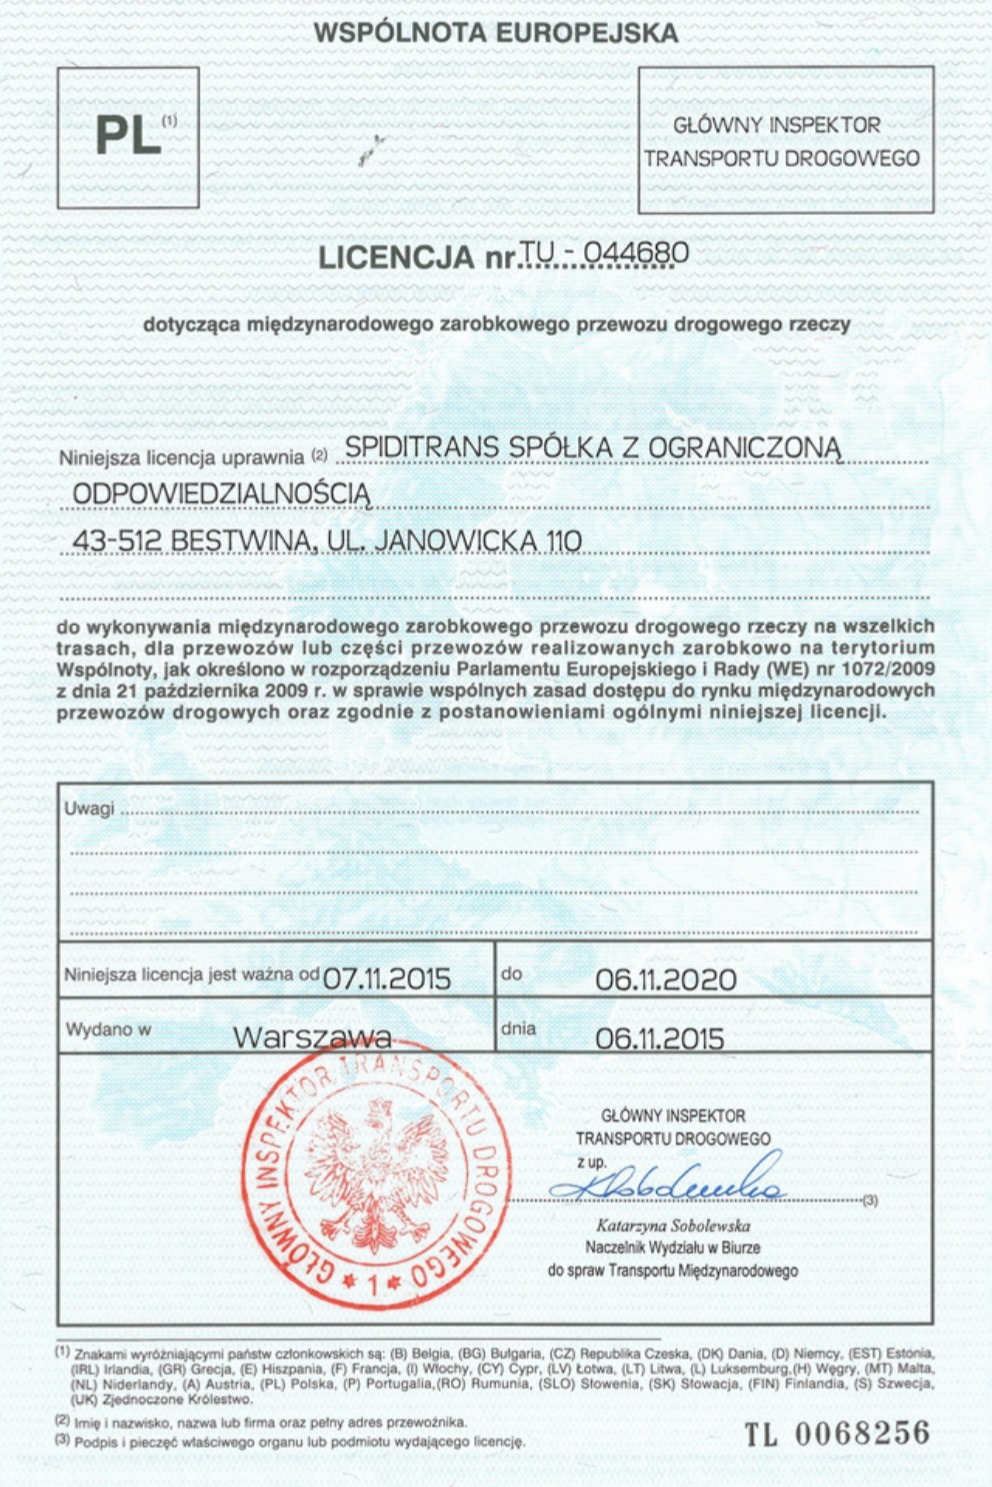 WSPÓLNOTA EUROPEJSKA
PL (1)
GŁÓWNY INSPEKTOR
TRANSPORTU DROGOWEGO
LICENCJA nr TU - 044680
dotycząca międzynarodowego zarobkowego przewozu drogowego rzeczy
Niniejsza licencja uprawnia (2) SPIDITRANS SPÓŁKA Z OGRANICZONĄ
ODPOWIEDZIALNOŚCIĄ
43-512 BESTWINA, UL. JANOWICKA 110
do wykonywania międzynarodowego zarobkowego przewozu drogowego rzeczy na wszelkich
trasach, dla przewozów lub części przewozów realizowanych zarobkowo na terytorium
Wspólnoty, jak określono w rozporządzeniu Parlamentu Europejskiego i Rady (WE) nr 1072/2009
z dnia 21 października 2009 r. w sprawie wspólnych zasad dostępu do rynku międzynarodowych
przewozów drogowych oraz zgodnie z postanowieniami ogólnymi niniejszej licencji.
Uwagi
Niniejsza licencja jest ważna od 07.11.2015 do 06.11.2020
Wydano w Warszawa dnia 06.11.2015
GŁÓWNY INSPEKTOR TRANSPORTU DROGOWEGO * 1 *
GŁÓWNY INSPEKTOR
TRANSPORTU DROGOWEGO
z up.
(3)
Katarzyna Sobolewska
Naczelnik Wydziału w Biurze
do spraw Transportu Międzynarodowego
(1) Znakami wyróżniającymi państw członkowskich są: (B) Belgia, (BG) Bulgaria, (CZ) Republika Czeska, (DK) Dania, (D) Niemcy, (EST) Estonia,
(IRL) Irlandia, (GR) Grecja, (E) Hiszpania, (F) Francja, (I) Włochy, (CY) Cypr, (LV) Łotwa, (LT) Litwa, (L) Luksemburg,(H) Węgry, (MT) Malta,
(NL) Niderlandy, (A) Austria, (PL) Polska, (P) Portugalia,(RO) Rumunia, (SLO) Słowenia, (SK) Słowacja, (FIN) Finlandia, (S) Szwecja,
(UK) Zjednoczone Królestwo.
(2) Imię i nazwisko, nazwa lub firma oraz pełny adres przewoźnika.
(3) Podpis i pieczęć właściwego organu lub podmiotu wydającego licencję.
TL 0068256